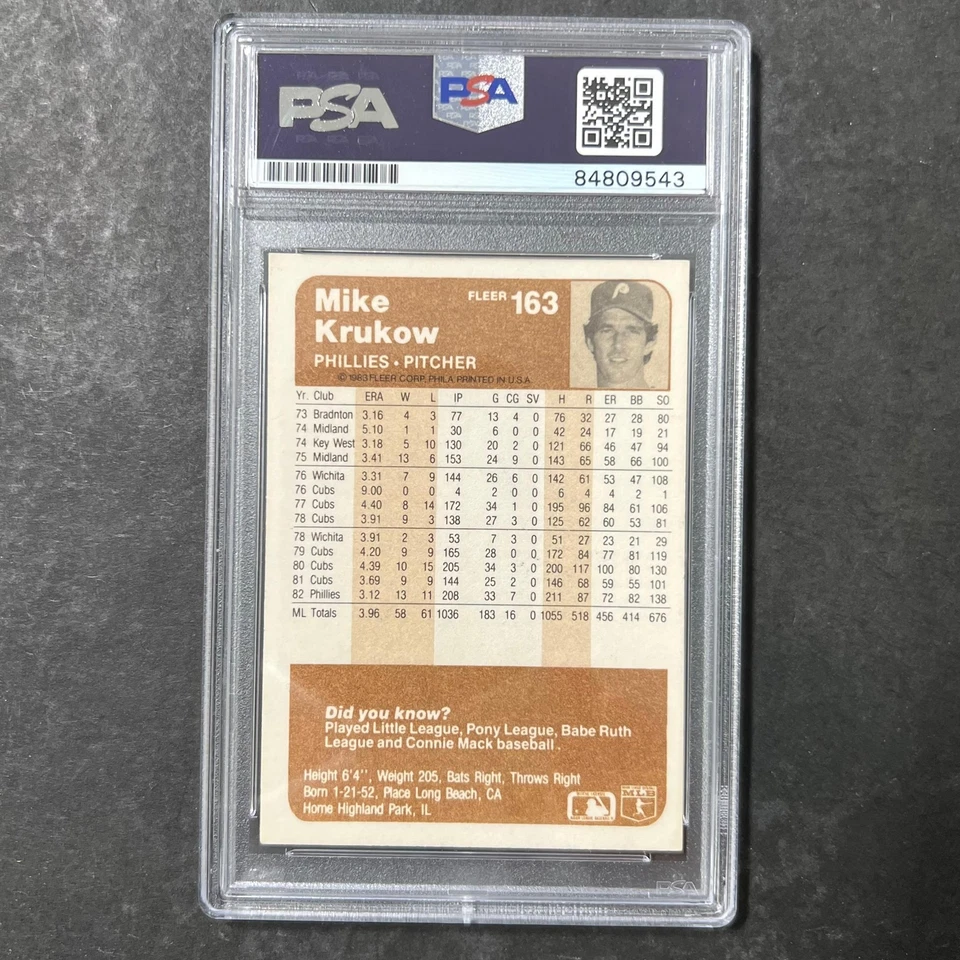 PSA PSA
84809543
Mike FLEER 163
Krukow
PHILLIES • PITCHER
© 1983 FLEER CORP. PHILA. PRINTED IN U.S.A.
Yr. Club ERA W L IP G CG SV H R ER BB SO
73 Bradnton 3.16 4 3 77 13 4 0 76 32 27 28 80
74 Midland 5.10 1 1 30 6 0 0 42 24 17 19 21
74 Key West 3.18 5 10 130 20 2 0 121 66 46 47 94
75 Midland 3.41 13 6 153 24 9 0 143 65 58 66 100
76 Wichita 3.31 7 9 144 26 6 0 142 61 53 47 108
76 Cubs 9.00 0 0 4 2 0 0 6 4 4 2 1
77 Cubs 4.40 8 14 172 34 1 0 195 96 84 61 106
78 Cubs 3.91 9 3 138 27 3 0 125 62 60 53 81
78 Wichita 3.91 2 3 53 7 3 0 51 27 23 21 29
79 Cubs 4.20 9 9 165 28 0 0. 172 84 77 81 119
80 Cubs 4.39 10 15 205 34 3 0 200 117 100 80 130
81 Cubs 3.69 9 9 144 25 2 0 146 68 59 55 101
82 Phillies 3.12 13 11 208 33 7 0 211 87 72 82 138
ML Totals 3.96 58 61 1036 183 16 0 1055 518 456 414 676
Did you know?
Played Little League, Pony League, Babe Ruth
League and Connie Mack baseball.
Height 6'4'', Weight 205, Bats Right, Throws Right
Born 1-21-52, Place Long Beach, CA
Home Highland Park, IL
PSA